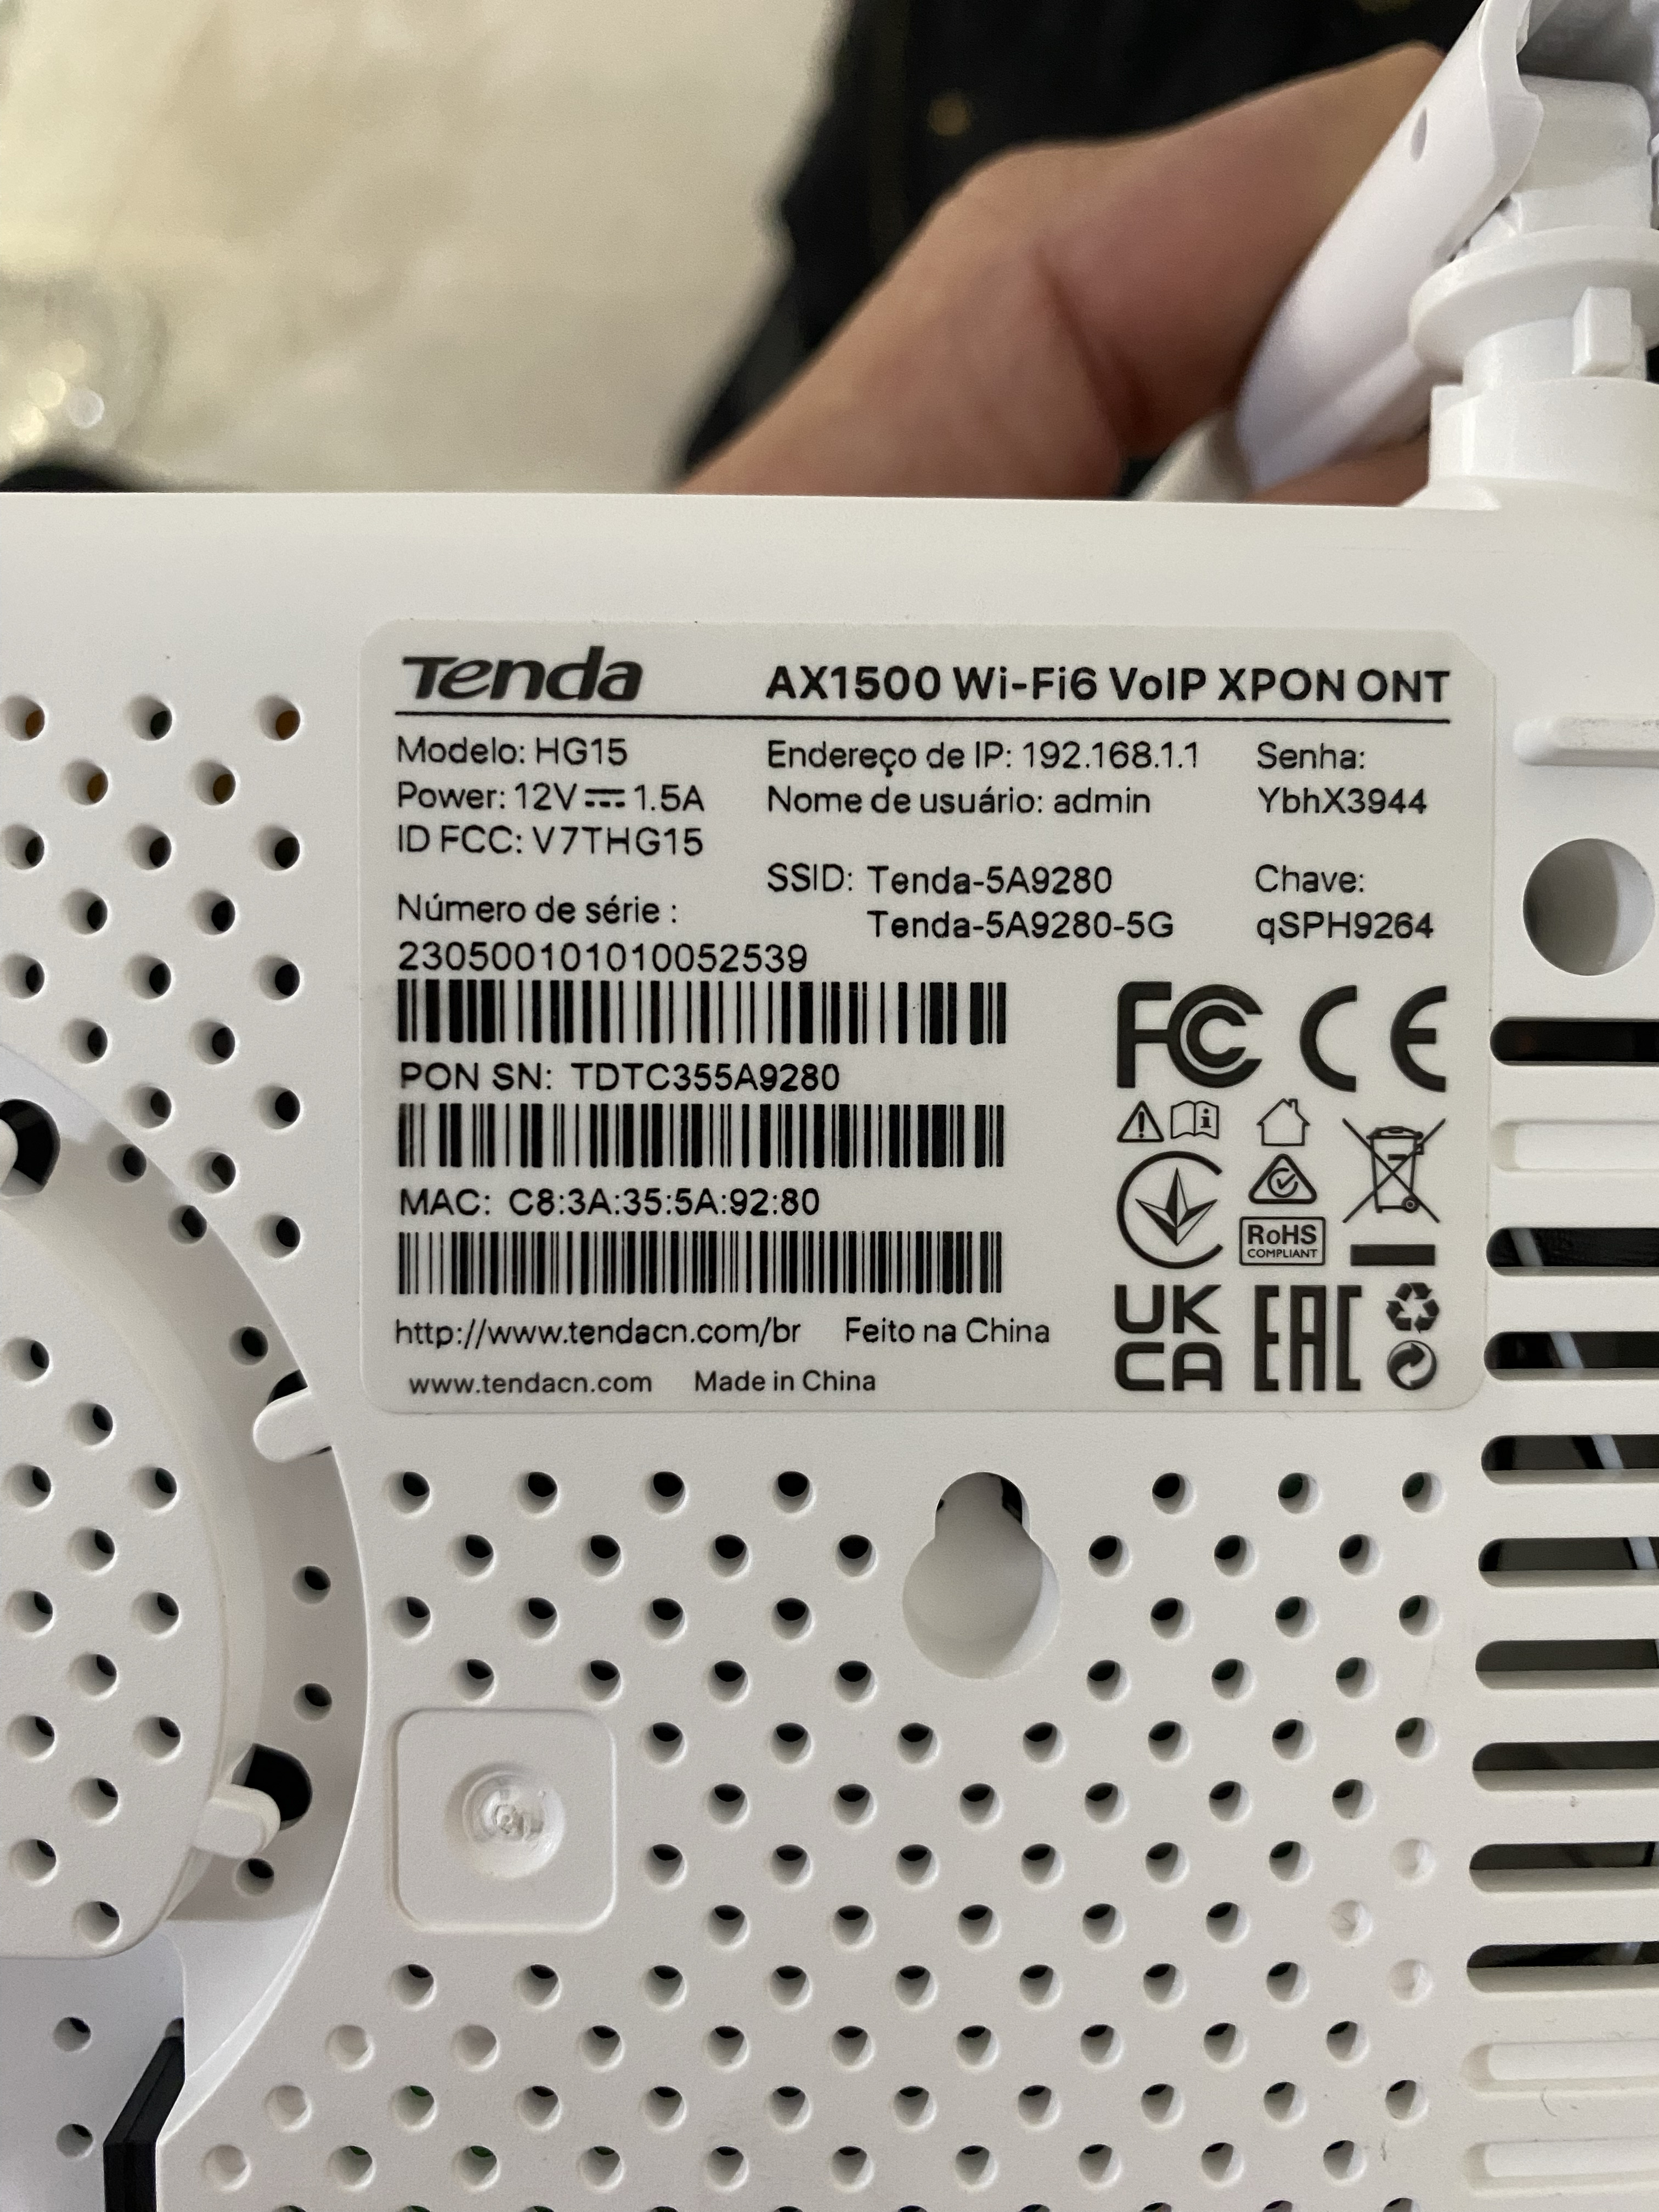 Tenda AX1500 Wi-Fi6 VoIP XPON ONT
Modelo: HG15
Power: 12V⎓1.5A
ID FCC: V7THG15
Endereço de IP: 192.168.1.1
Nome de usuário: admin
Senha:
YbhX3944
SSID: Tenda-5A9280
Tenda-5A9280-5G
Chave:
qSPH9264
Número de série :
230500101010052539
PON SN: TDTC355A9280
MAC: C8:3A:35:5A:92:80
http://www.tendacn.com/br Feito na China
www.tendacn.com Made in China
FC CE
RoHS
COMPLIANT
UK
CA
EAC